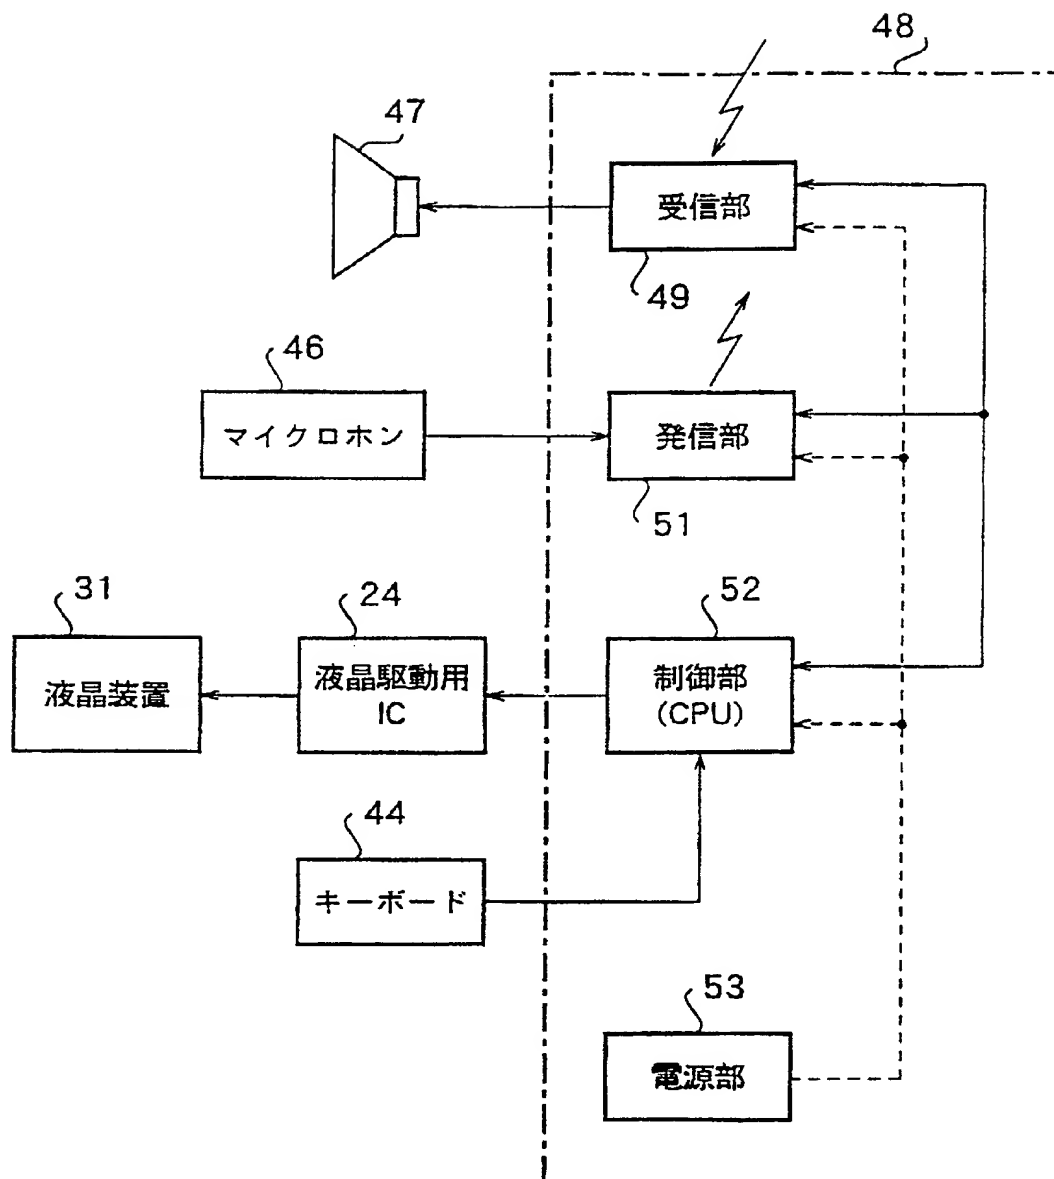 48
47
受信部
49
46
マイクロホン
発信部
51
31
24
52
液晶装置
液晶駆動用
IC
制御部
(CPU)
44
キーボード
53
電源部